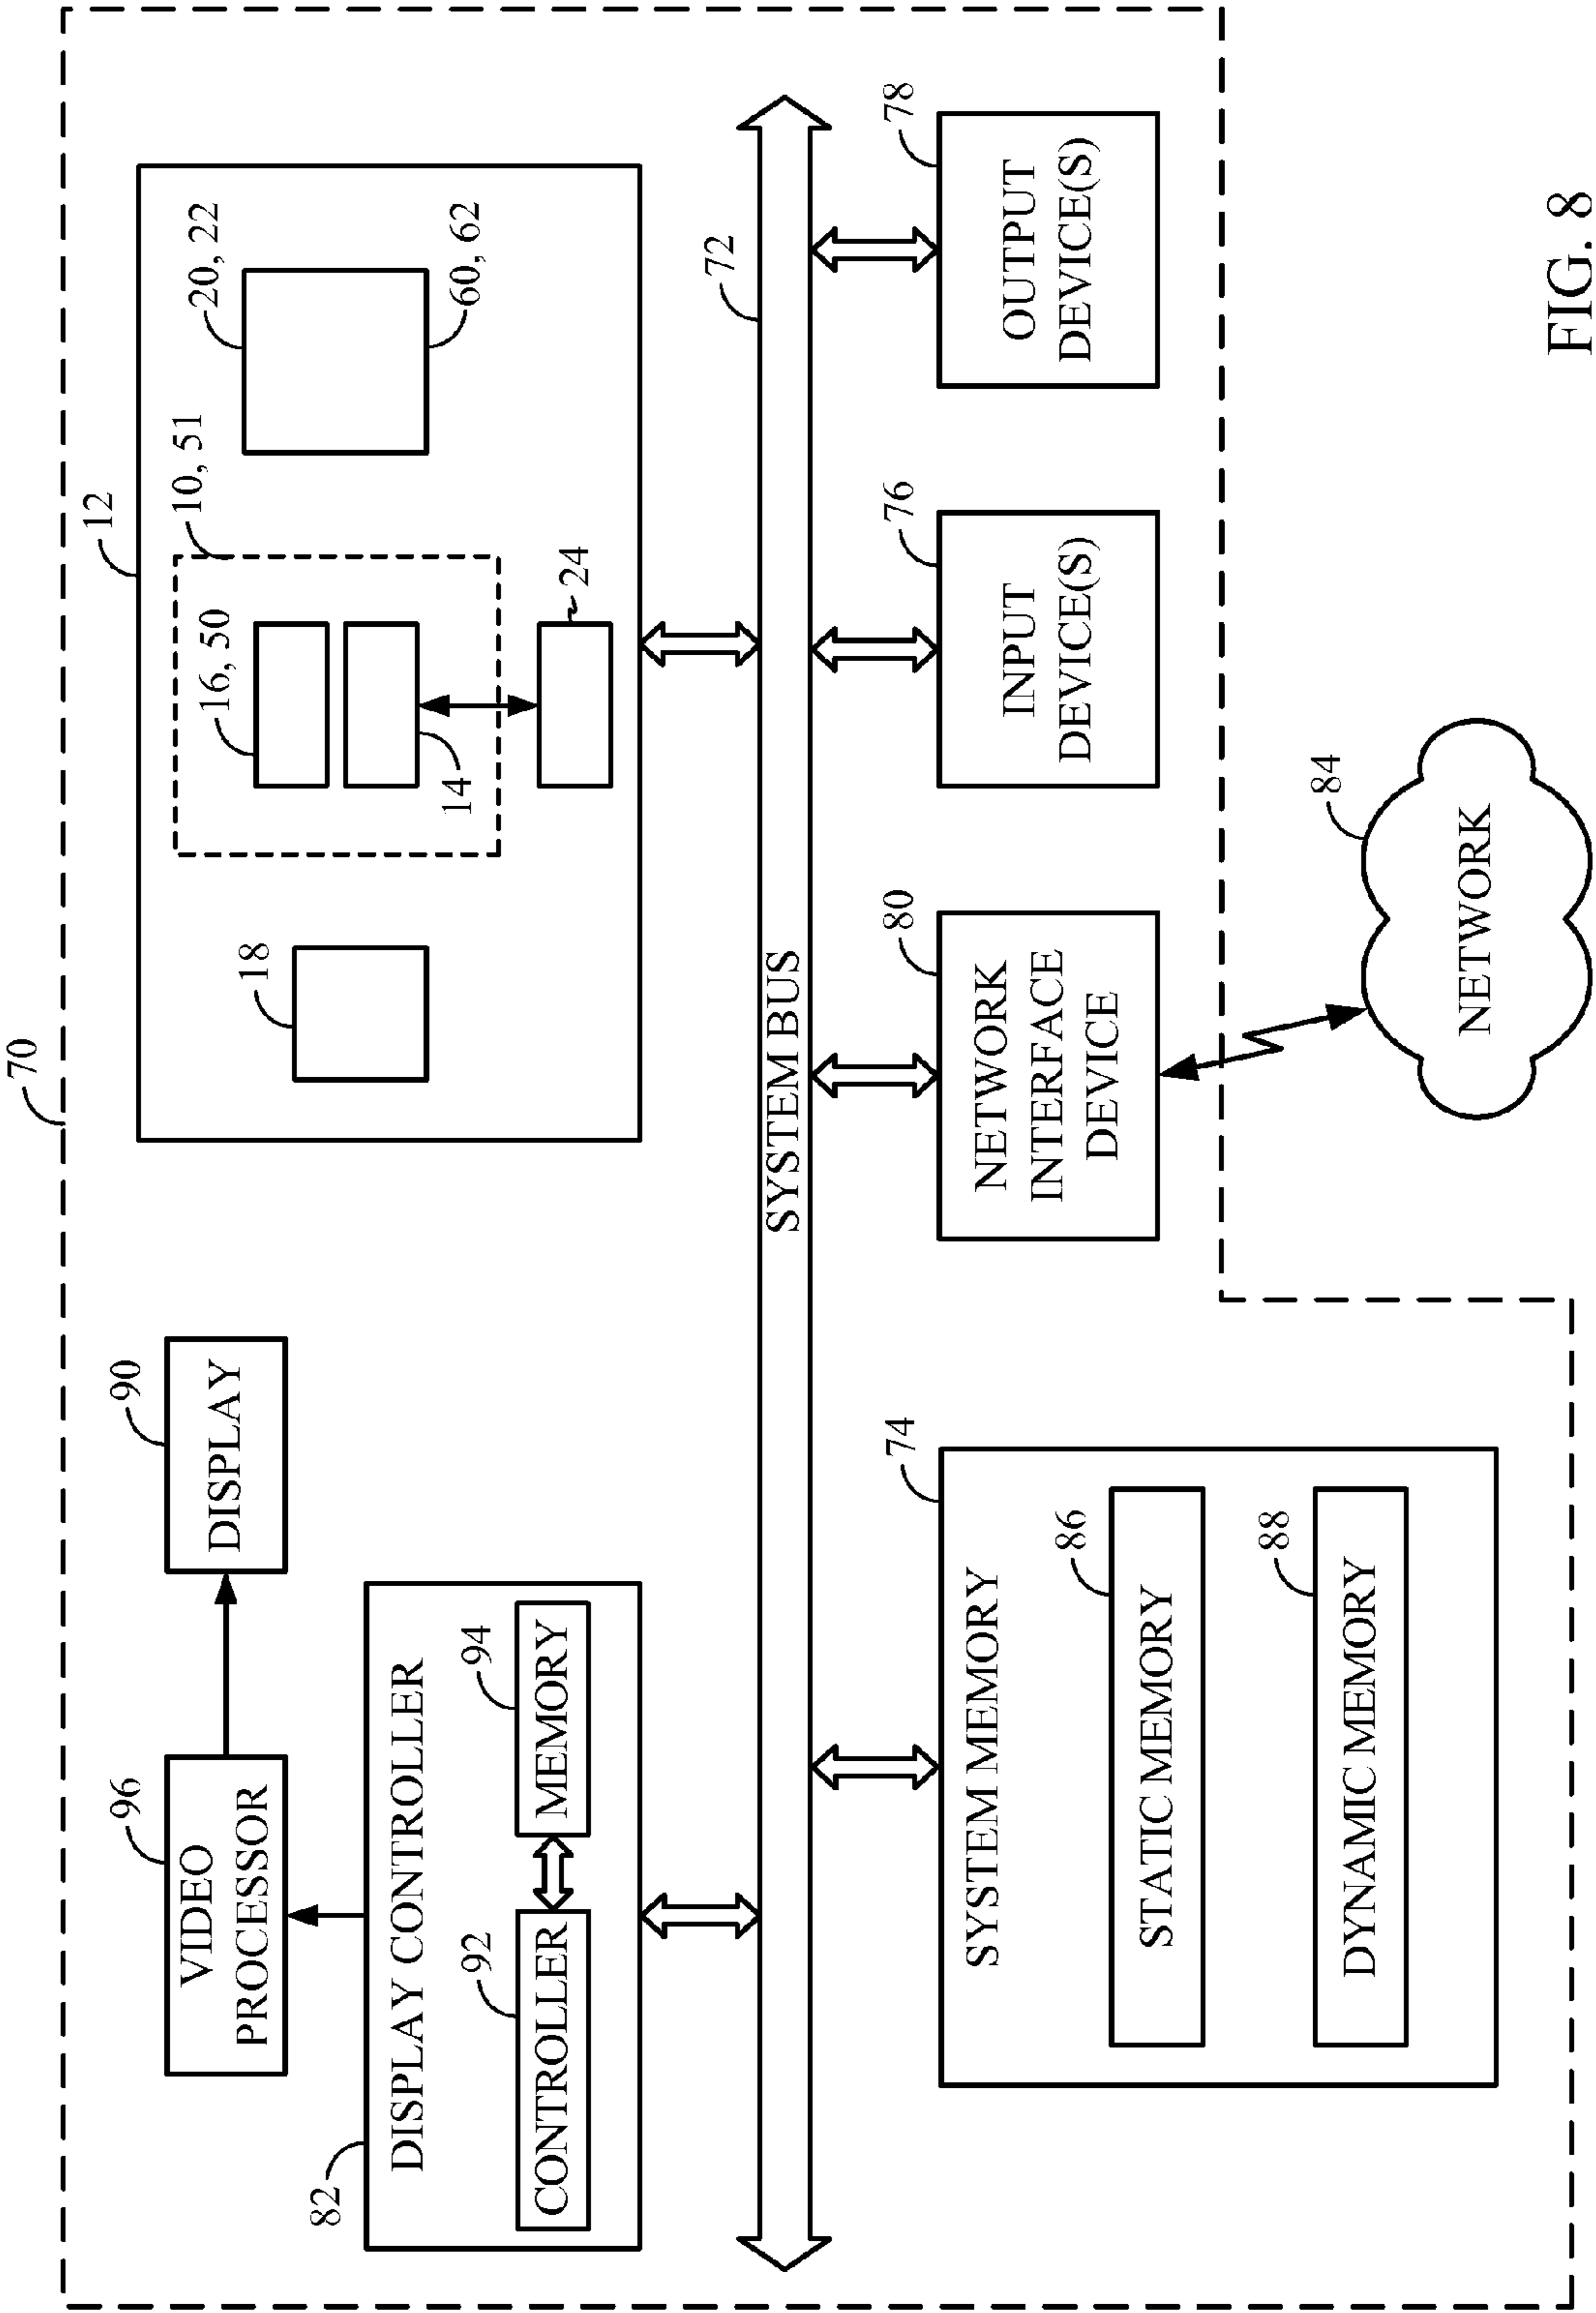 70
96
VIDEO
PROCESSOR
90
DISPLAY
12
18
16, 50
10, 51
14
24
20, 22
60, 62
82
DISPLAY CONTROLLER
92
CONTROLLER
94
MEMORY
SYSTEM BUS
72
74
SYSTEM MEMORY
86
STATIC MEMORY
88
DYNAMIC MEMORY
80
NETWORK
INTERFACE
DEVICE
76
INPUT
DEVICE(S)
78
OUTPUT
DEVICE(S)
84
NETWORK
FIG. 8